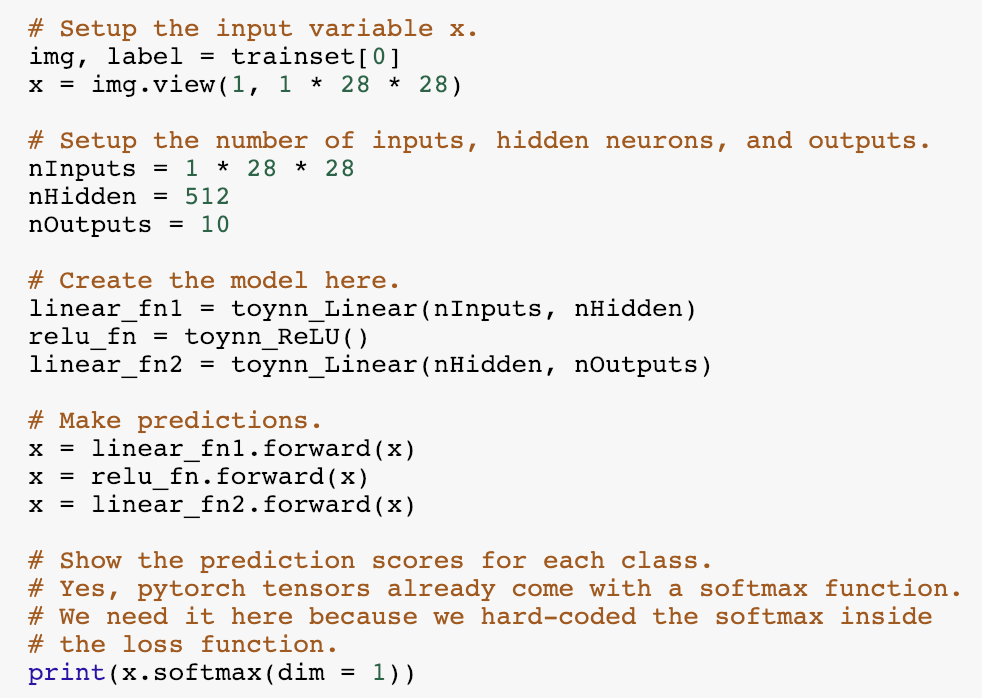 # Setup the input variable x.
img, label = trainset[0]
x = img.view(1, 1 * 28 * 28)
# Setup the number of inputs, hidden neurons, and outputs.
nInputs = 1 * 28 * 28
nHidden = 512
nOutputs = 10
# Create the model here.
linear_fn1 = toynn_Linear(nInputs, nHidden)
relu_fn = toynn_ReLU()
linear_fn2 = toynn_Linear(nHidden, nOutputs)
# Make predictions.
x = linear_fn1.forward(x)
x = relu_fn.forward(x)
x = linear_fn2.forward(x)
# Show the prediction scores for each class.
# Yes, pytorch tensors already come with a softmax function.
# We need it here because we hard-coded the softmax inside
# the loss function.
print(x.softmax(dim = 1))